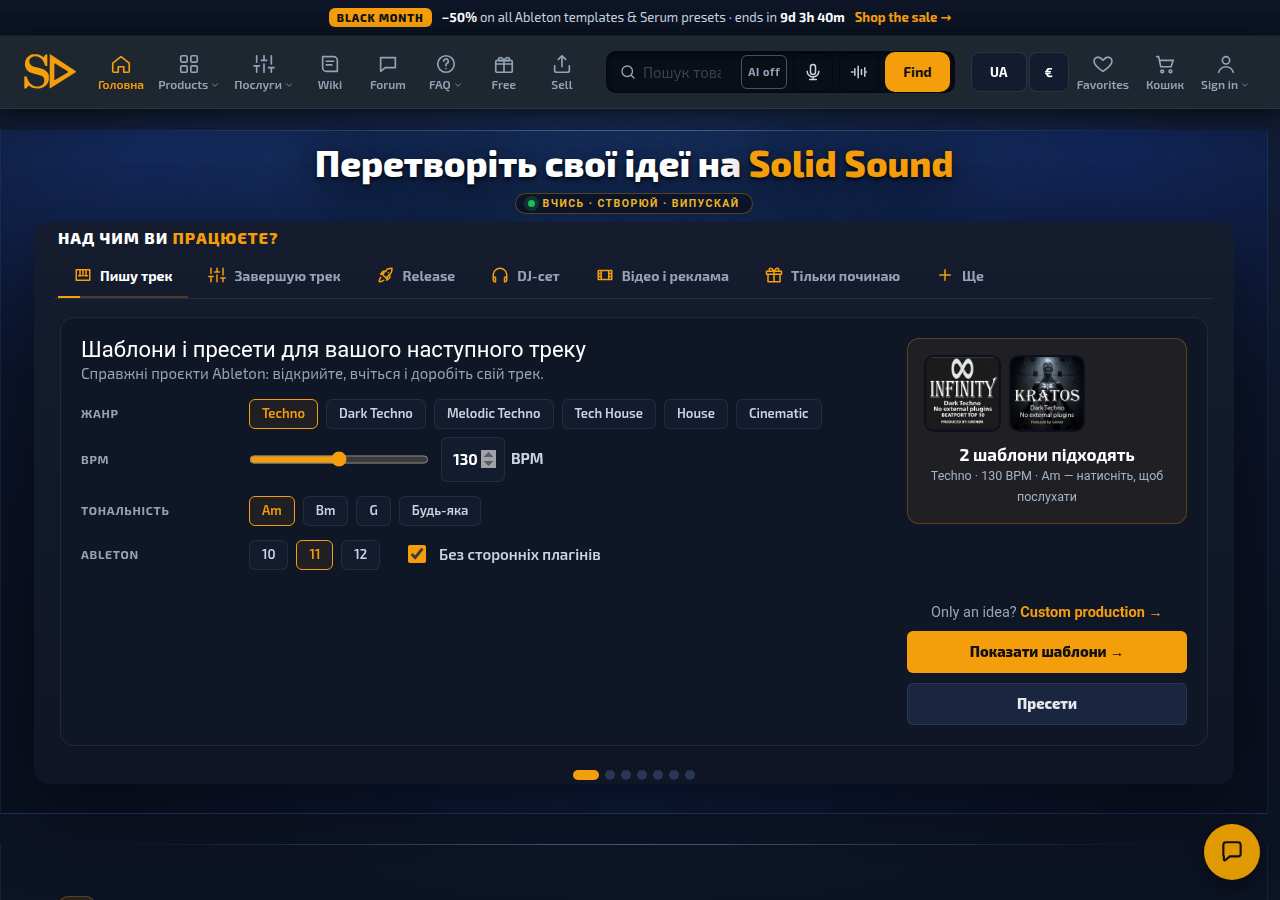 BLACK MONTH −50% on all Ableton templates & Serum presets · ends in 9d 3h 40m Shop the sale →
Головна Products Послуги Wiki Forum FAQ Free Sell
Пошук това AI off Find UA € Favorites Кошик Sign in
Перетворіть свої ідеї на Solid Sound
ВЧИСЬ · СТВОРЮЙ · ВИПУСКАЙ
НАД ЧИМ ВИ ПРАЦЮЄТЕ?
Пишу трек Завершую трек Release DJ-сет Відео і реклама Тільки починаю Ще
Шаблони і пресети для вашого наступного треку
Справжні проєкти Ableton: відкрийте, вчіться і доробіть свій трек.
ЖАНР Techno Dark Techno Melodic Techno Tech House House Cinematic
BPM 130 BPM
ТОНАЛЬНІСТЬ Am Bm G Будь-яка
ABLETON 10 11 12 Без сторонніх плагінів
INFINITY
Dark Techno
No external plugins
BEATPORT TOP 10
KRATOS
Dark Techno
No external plugins
2 шаблони підходять
Techno · 130 BPM · Am — натисніть, щоб
послухати
Only an idea? Custom production →
Показати шаблони →
Пресети